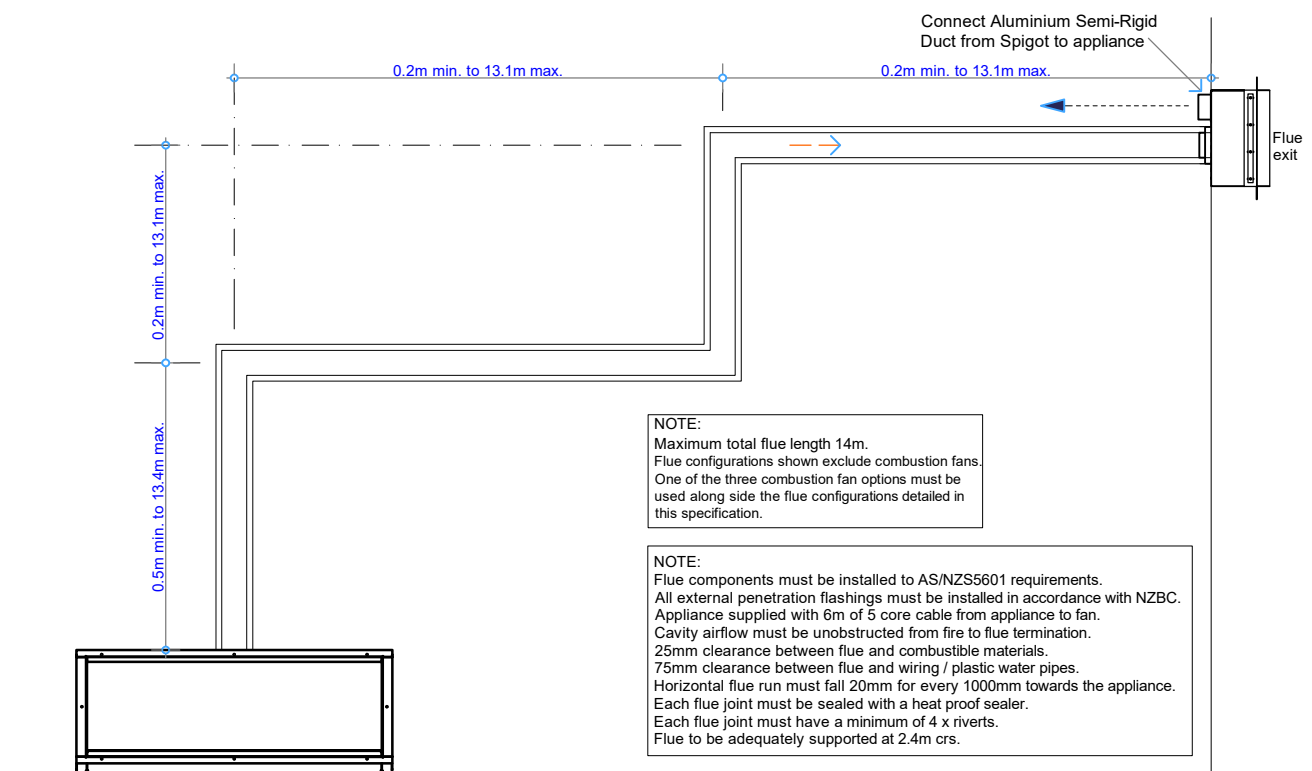 Connect Aluminium Semi-Rigid
Duct from Spigot to appliance
0.2m min. to 13.1m max.
0.2m min. to 13.1m max.
Flue
exit
0.2m min. to 13.1m max.
0.5m min. to 13.4m max.
NOTE:
Maximum total flue length 14m.
Flue configurations shown exclude combustion fans.
One of the three combustion fan options must be
used along side the flue configurations detailed in
this specification.
NOTE:
Flue components must be installed to AS/NZS5601 requirements.
All external penetration flashings must be installed in accordance with NZBC.
Appliance supplied with 6m of 5 core cable from appliance to fan.
Cavity airflow must be unobstructed from fire to flue termination.
25mm clearance between flue and combustible materials.
75mm clearance between flue and wiring / plastic water pipes.
Horizontal flue run must fall 20mm for every 1000mm towards the appliance.
Each flue joint must be sealed with a heat proof sealer.
Each flue joint must have a minimum of 4 x riverts.
Flue to be adequately supported at 2.4m crs.